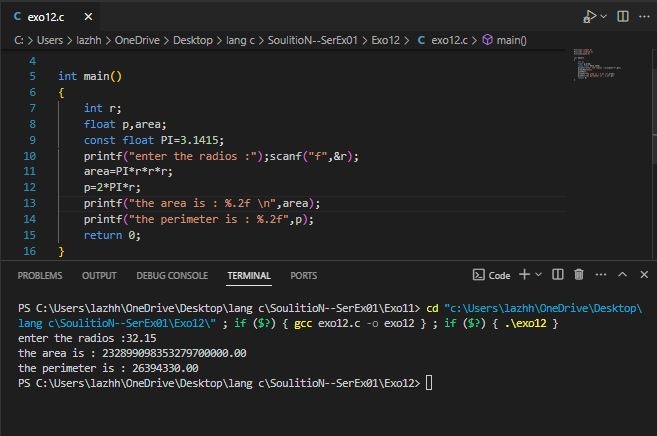 C exo12.c ×
C: > Users > lazhh > OneDrive > Desktop > lang c > SoulitioN--SerEx01 > Exo12 > C exo12.c > main()
4
5 int main()
6 {
7 int r;
8 float p,area;
9 const float PI=3.1415;
10 printf("enter the radios :");scanf("f",&r);
11 area=PI*r*r*r;
12 p=2*PI*r;
13 printf("the area is : %.2f \n",area);
14 printf("the perimeter is : %.2f",p);
15 return 0;
16 }
PROBLEMS OUTPUT DEBUG CONSOLE TERMINAL PORTS Code
PS C:\Users\lazhh\OneDrive\Desktop\lang c\SoulitioN--SerEx01\Exo11> cd "c:\Users\lazhh\OneDrive\Desktop\
lang c\SoulitioN--SerEx01\Exo12\" ; if ($?) { gcc exo12.c -o exo12 } ; if ($?) { .\exo12 }
enter the radios :32.15
the area is : 232899098353279700000.00
the perimeter is : 26394330.00
PS C:\Users\lazhh\OneDrive\Desktop\lang c\SoulitioN--SerEx01\Exo12>